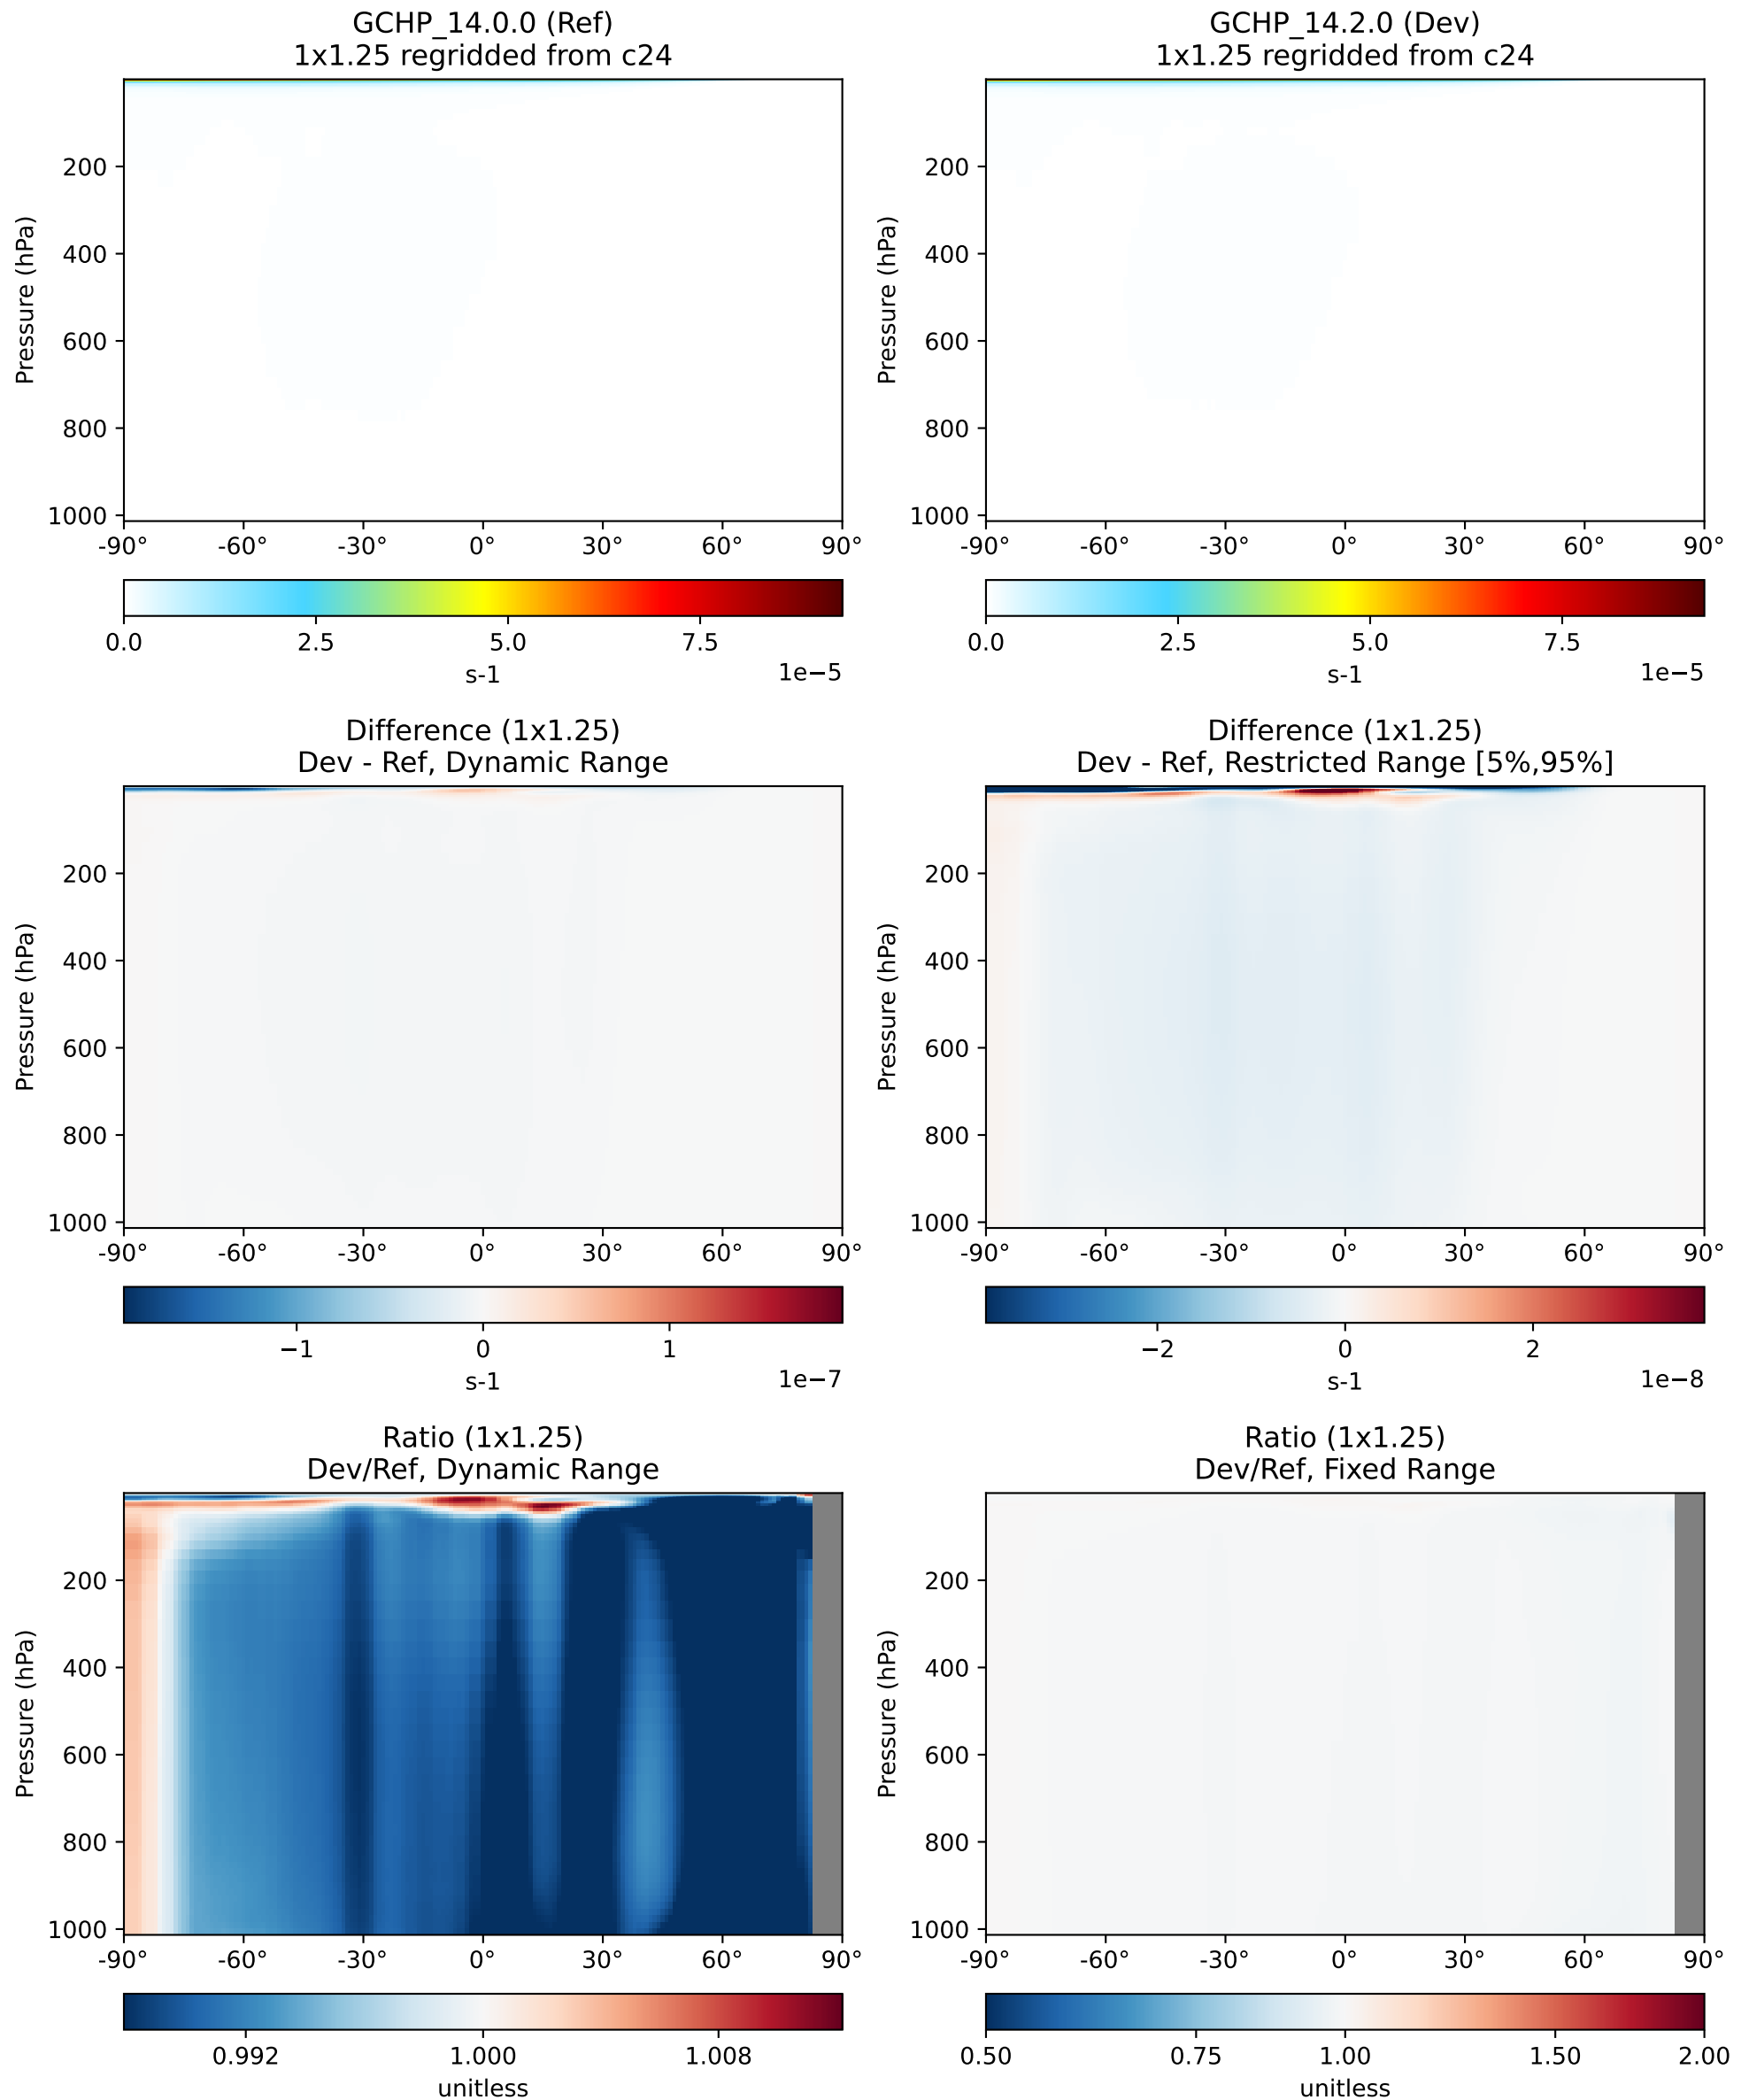 GCHP_14.0.0 (Ref)
1x1.25 regridded from c24
Pressure (hPa)
200
400
600
800
1000
-90° -60° -30° 0° 30° 60° 90°
0.0 2.5 5.0 7.5
s-1
1e−5
GCHP_14.2.0 (Dev)
1x1.25 regridded from c24
Pressure (hPa)
200
400
600
800
1000
-90° -60° -30° 0° 30° 60° 90°
0.0 2.5 5.0 7.5
s-1
1e−5
Difference (1x1.25)
Dev - Ref, Dynamic Range
Pressure (hPa)
200
400
600
800
1000
-90° -60° -30° 0° 30° 60° 90°
−1 0 1
s-1
1e−7
Difference (1x1.25)
Dev - Ref, Restricted Range [5%,95%]
Pressure (hPa)
200
400
600
800
1000
-90° -60° -30° 0° 30° 60° 90°
−2 0 2
s-1
1e−8
Ratio (1x1.25)
Dev/Ref, Dynamic Range
Pressure (hPa)
200
400
600
800
1000
-90° -60° -30° 0° 30° 60° 90°
0.992 1.000 1.008
unitless
Ratio (1x1.25)
Dev/Ref, Fixed Range
Pressure (hPa)
200
400
600
800
1000
-90° -60° -30° 0° 30° 60° 90°
0.50 0.75 1.00 1.50 2.00
unitless